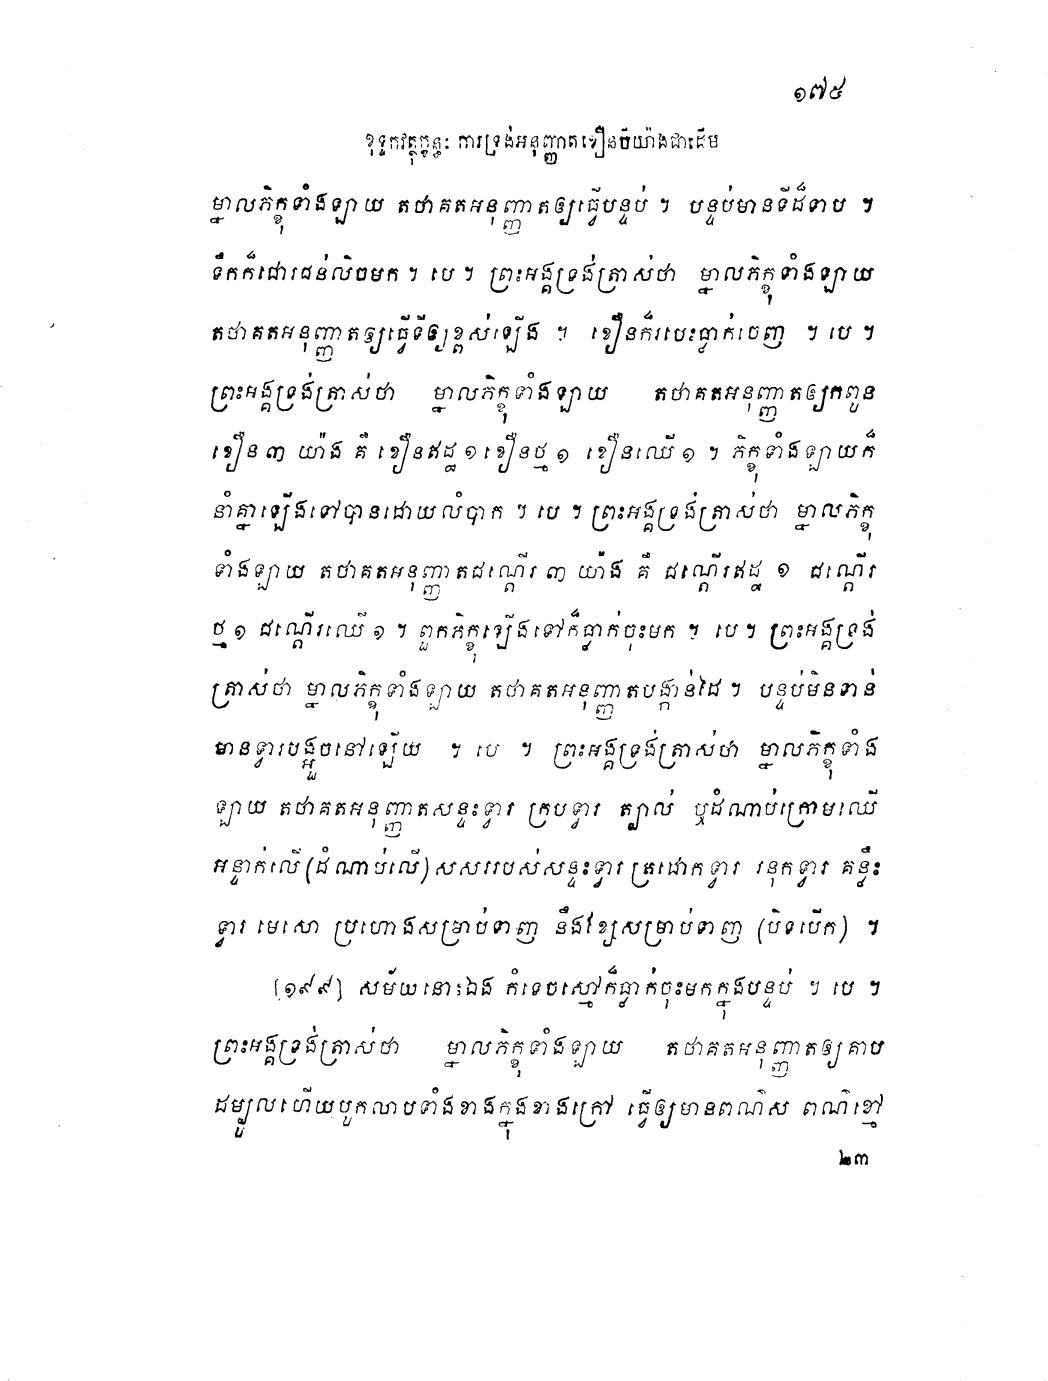 ១៧៥
ខុទ្ទកវត្ថុក្ខន្ធៈ ការទ្រង់អនុញ្ញាតខឿន៣យ៉ាងជាដើម
ម្នាលភិក្ខុទាំងឡាយ តថាគតអនុញ្ញាតឲ្យធ្វើបន្ទប់ ។ បន្ទប់មានទីដ៏ទាប ។
ទឹកក៏ជោរជន់លិចមក ។ បេ ។ ព្រះអង្គទ្រង់ត្រាស់ថា ម្នាលភិក្ខុទាំងឡាយ
តថាគតអនុញ្ញាតឲ្យធ្វើទីឲ្យខ្ពស់ឡើង ។ ខឿនក៏របេះធ្លាក់ចេញ ។ បេ ។
ព្រះអង្គទ្រង់ត្រាស់ថា ម្នាលភិក្ខុទាំងឡាយ តថាគតអនុញ្ញាតឲ្យកពូន
ខឿន ៣ យ៉ាង គឺ ខឿនឥដ្ឋ ១ ខឿនថ្ម ១ ខឿនឈើ ១ ។ ភិក្ខុទាំងឡាយក៏
នាំគ្នាឡើងទៅបានដោយលំបាក ។ បេ ។ ព្រះអង្គទ្រង់ត្រាស់ថា ម្នាលភិក្ខុ
ទាំងឡាយ តថាគតអនុញ្ញាតជណ្តើរ ៣ យ៉ាង គឺ ជណ្តើរឥដ្ឋ ១ ជណ្តើរ
ថ្ម ១ ជណ្តើរឈើ ១ ។ ពួកភិក្ខុឡើងទៅក៏ធ្លាក់ចុះមក ។ បេ ។ ព្រះអង្គទ្រង់
ត្រាស់ថា ម្នាលភិក្ខុទាំងឡាយ តថាគតអនុញ្ញាតបង្កាន់ដៃ ។ បន្ទប់មិនទាន់
មានទ្វារបង្អួចនៅឡើយ ។ បេ ។ ព្រះអង្គទ្រង់ត្រាស់ថា ម្នាលភិក្ខុទាំង
ឡាយ តថាគតអនុញ្ញាតសន្ទះទ្វារ ក្របទ្វារ ត្បាល់ ឬដំណាប់ក្រោមឈើ
អន្ទាក់លើ (ដំណាប់លើ) សសររបស់សន្ទះទ្វារ ត្រដោកទ្វារ រនុកទ្វារ គន្លឹះ
ទ្វារ មេសោ ប្រហោងសម្រាប់ទាញ នឹងខ្សែសម្រាប់ទាញ (បិទបើក) ។
[១៩៩] សម័យនោះឯង កំទេចស្មៅក៏ធ្លាក់ចុះមកក្នុងបន្ទប់ ។ បេ ។
ព្រះអង្គទ្រង់ត្រាស់ថា ម្នាលភិក្ខុទាំងឡាយ តថាគតអនុញ្ញាតឲ្យគាប
ដម្បូលហើយបូកលាបទាំងខាងក្នុងខាងក្រៅ ធ្វើឲ្យមានពណ៌ស ពណ៌ខ្មៅ
២៣